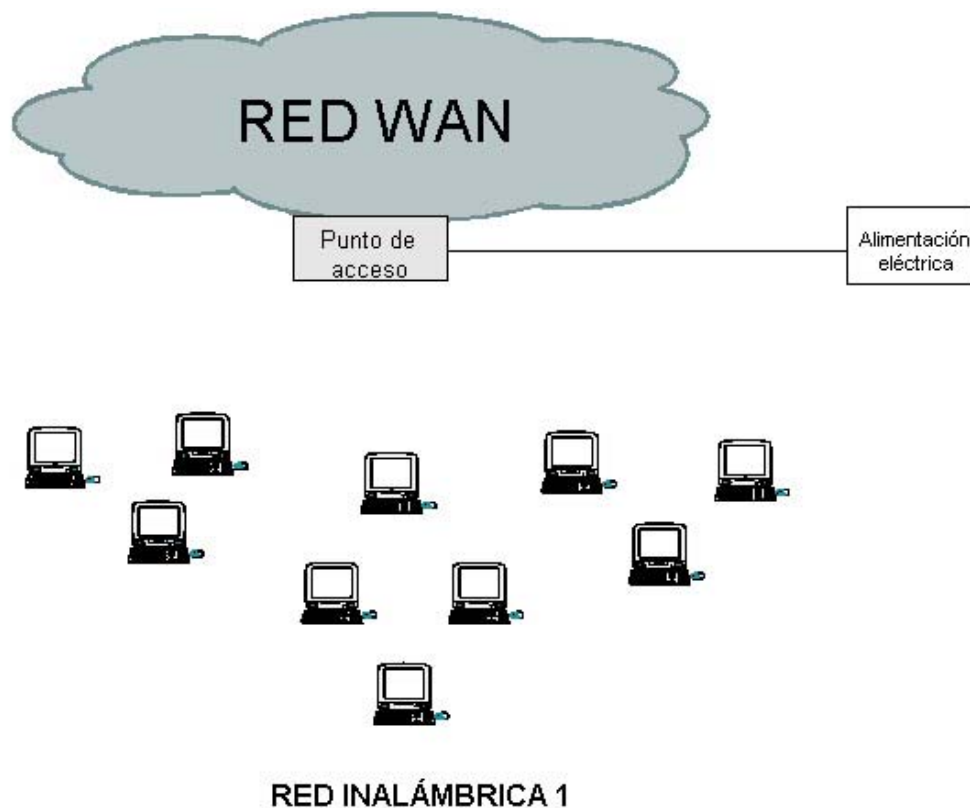 RED WAN
Punto de
acceso
Alimentación
eléctrica
RED INALÁMBRICA 1